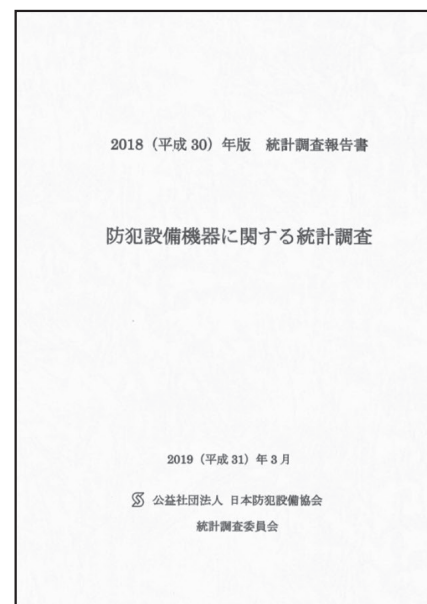 2018（平成 30）年版　統計調査報告書
防犯設備機器に関する統計調査
2019（平成 31）年 3 月
公益社団法人 日本防犯設備協会
統計調査委員会